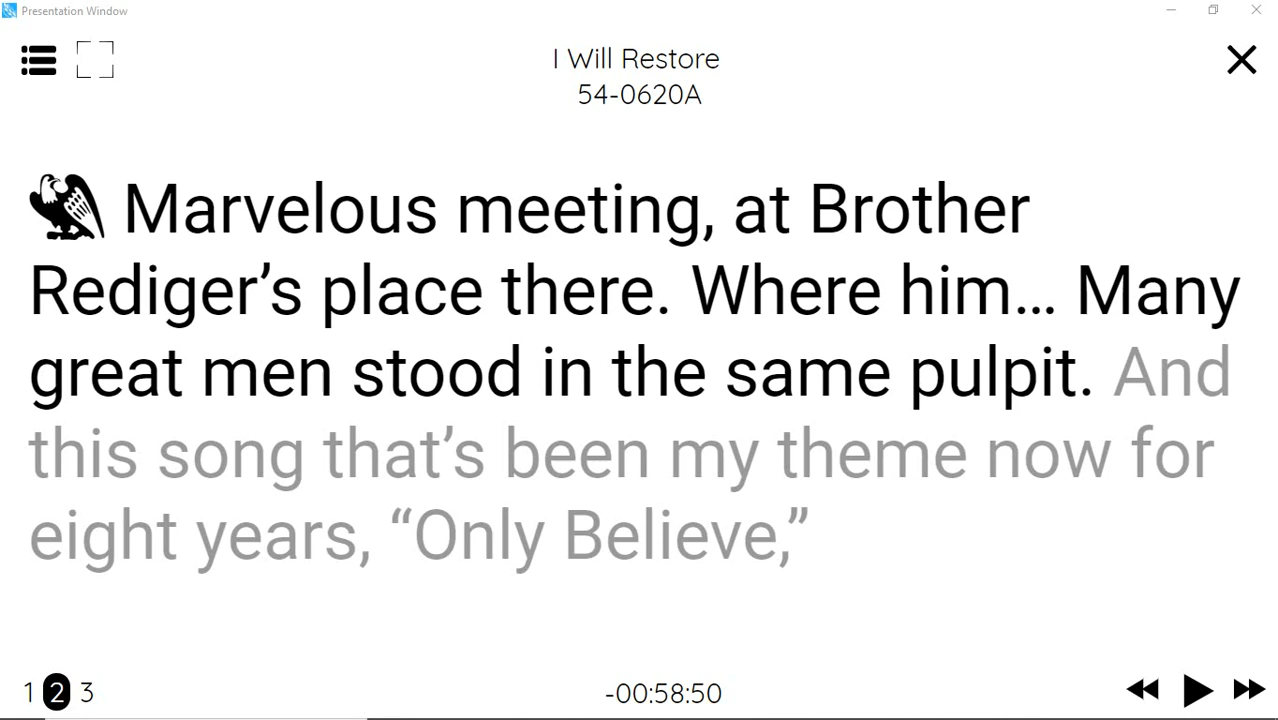 Presentation Window
I Will Restore
54-0620A
Marvelous meeting, at Brother
Rediger’s place there. Where him… Many
great men stood in the same pulpit. And
this song that’s been my theme now for
eight years, “Only Believe,”
1 2 3
-00:58:50